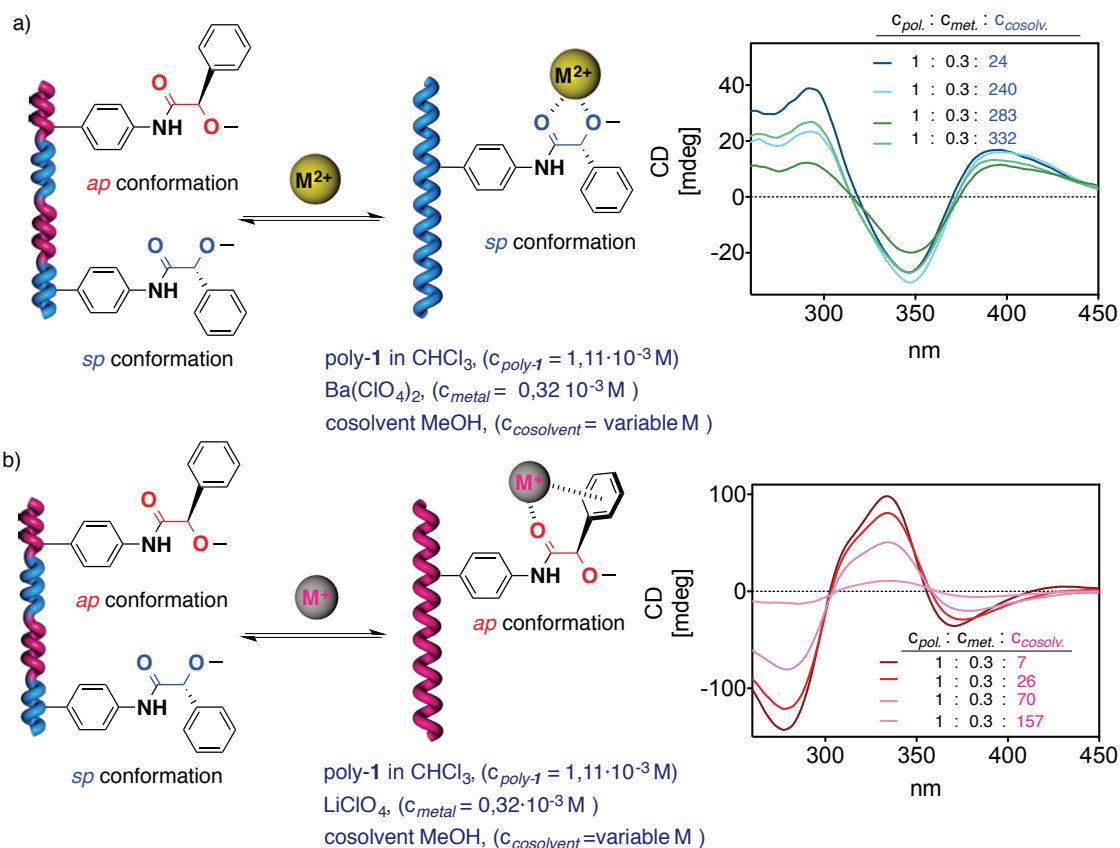 a)
O
NH
O
ap conformation
O
O
NH
sp conformation
M2+
M2+
O
O
N
H
sp conformation
poly-1 in CHCl3, (cpoly-1 = 1,11·10-3 M)
Ba(ClO4)2, (cmetal = 0,32 10-3 M )
cosolvent MeOH, (ccosolvent = variable M )
cpol. : cmet. : ccosolv.
1 : 0.3 : 24
1 : 0.3 : 240
1 : 0.3 : 283
1 : 0.3 : 332
CD
[mdeg]
40
20
0
-20
300
350
400
450
nm
b)
O
NH
O
ap conformation
O
O
NH
sp conformation
M+
M+
O
NH
O
ap conformation
poly-1 in CHCl3, (cpoly-1 = 1,11·10-3 M)
LiClO4, (cmetal = 0,32·10-3 M )
cosolvent MeOH, (ccosolvent =variable M )
CD
[mdeg]
100
0
-100
cpol. : cmet. : ccosolv.
1 : 0.3 : 7
1 : 0.3 : 26
1 : 0.3 : 70
1 : 0.3 : 157
300
350
400
450
nm